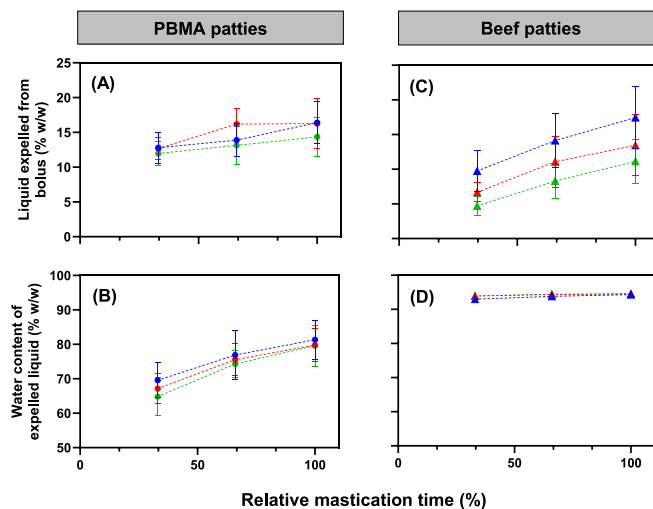 PBMA patties
Beef patties
Liquid expelled from
bolus (% w/w)
30
25
20
15
10
5
0
(A)
(C)
Water content of
expelled liquid (% w/w)
100
90
80
70
60
50
(B)
(D)
0
50
100
0
50
100
Relative mastication time (%)